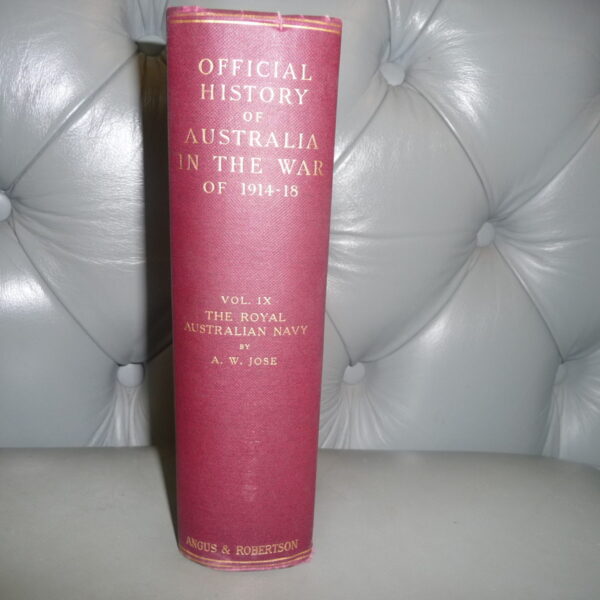 OFFICIAL
HISTORY
OF
AUSTRALIA
IN THE WAR
OF 1914-18
VOL. IX
THE ROYAL
AUSTRALIAN NAVY
BY
A. W. JOSE
ANGUS & ROBERTSON